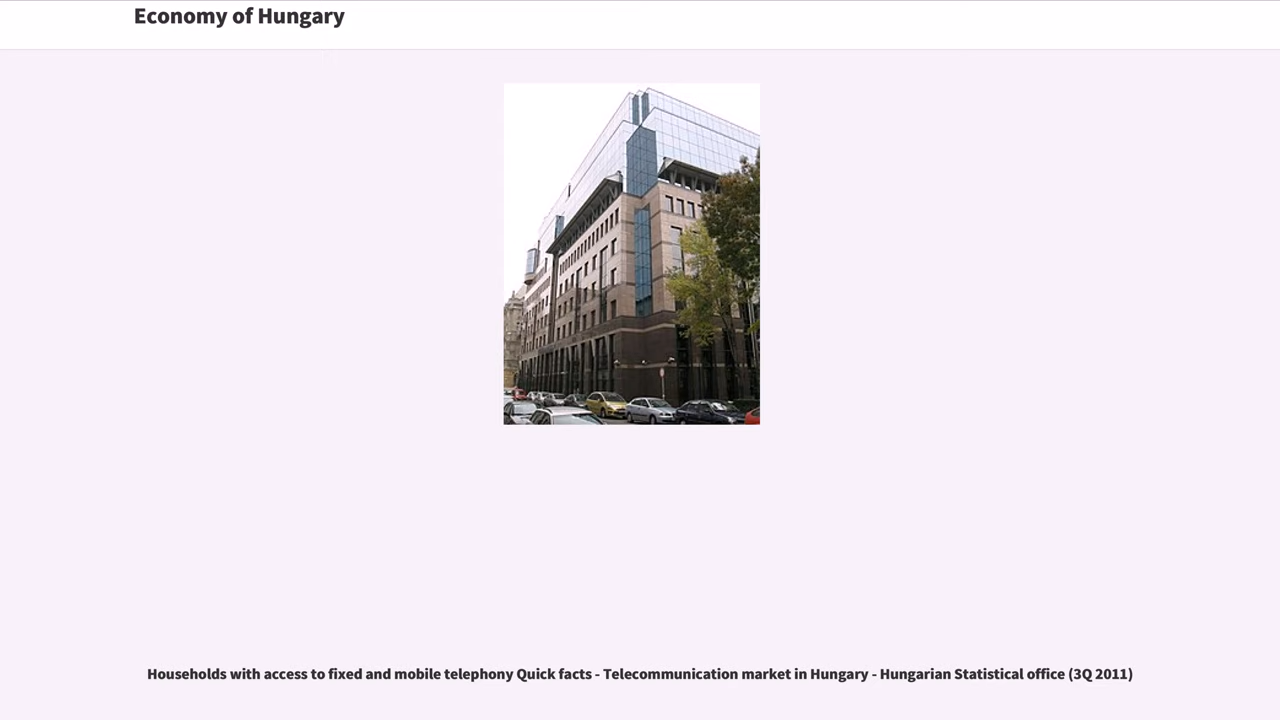 Economy of Hungary
Households with access to fixed and mobile telephony Quick facts - Telecommunication market in Hungary - Hungarian Statistical office (3Q 2011)